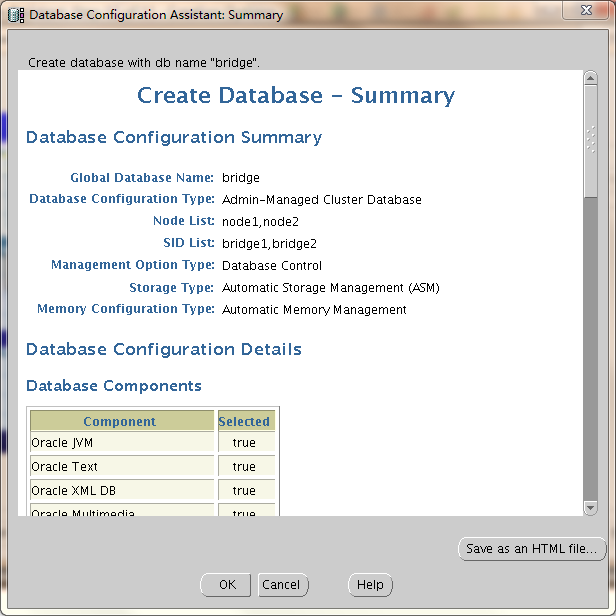 Database Configuration Assistant: Summary
Create database with db name "bridge".
Create Database - Summary
Database Configuration Summary
Global Database Name: bridge
Database Configuration Type: Admin-Managed Cluster Database
Node List: node1,node2
SID List: bridge1,bridge2
Management Option Type: Database Control
Storage Type: Automatic Storage Management (ASM)
Memory Configuration Type: Automatic Memory Management
Database Configuration Details
Database Components
Component Selected
Oracle JVM true
Oracle Text true
Oracle XML DB true
Oracle Multimedia true
Save as an HTML file...
OK Cancel Help